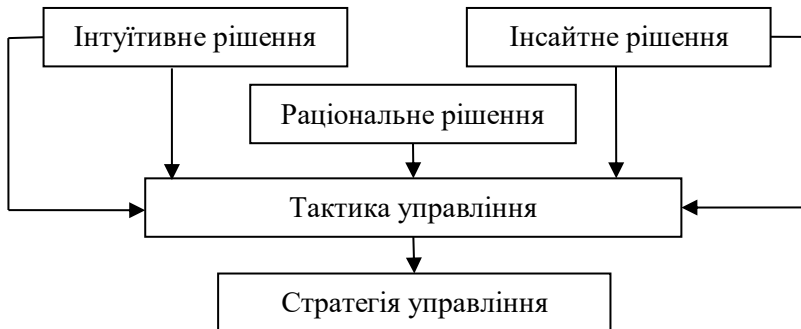 Інтуїтивне рішення
Інсайтне рішення
Раціональне рішення
Тактика управління
Стратегія управління